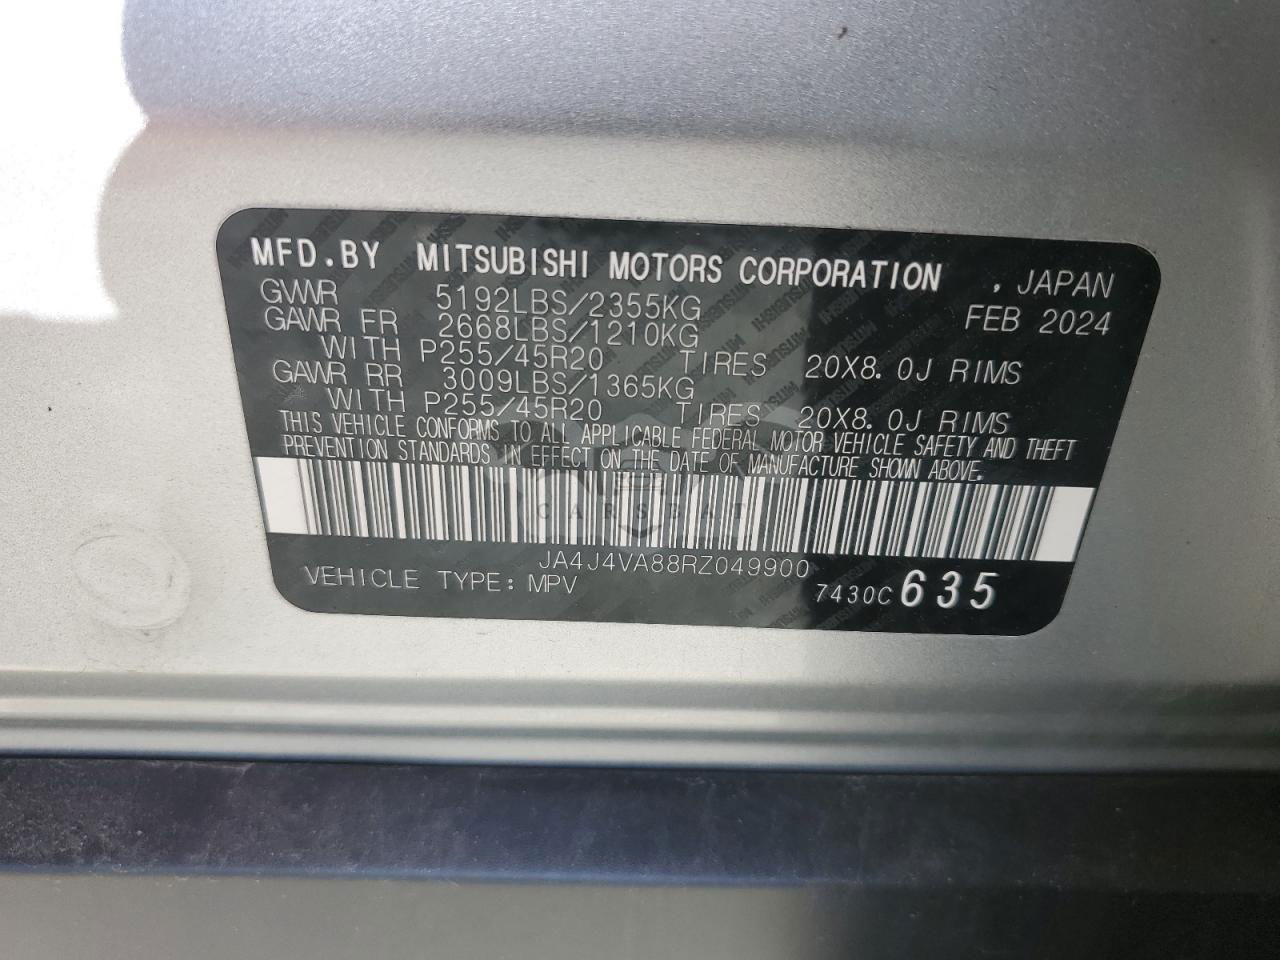 MFD.BY MITSUBISHI MOTORS CORPORATION , JAPAN
GVWR 5192LBS/2355KG FEB 2024
GAWR FR 2668LBS/1210KG
WITH P255/45R20 TIRES 20X8.0J RIMS
GAWR RR 3009LBS/1365KG
WITH P255/45R20 TIRES 20X8.0J RIMS
THIS VEHICLE CONFORMS TO ALL APPLICABLE FEDERAL MOTOR VEHICLE SAFETY AND THEFT
PREVENTION STANDARDS IN EFFECT ON THE DATE OF MANUFACTURE SHOWN ABOVE.
CARSBAT
JA4J4VA88RZ049900
VEHICLE TYPE: MPV 7430C 635